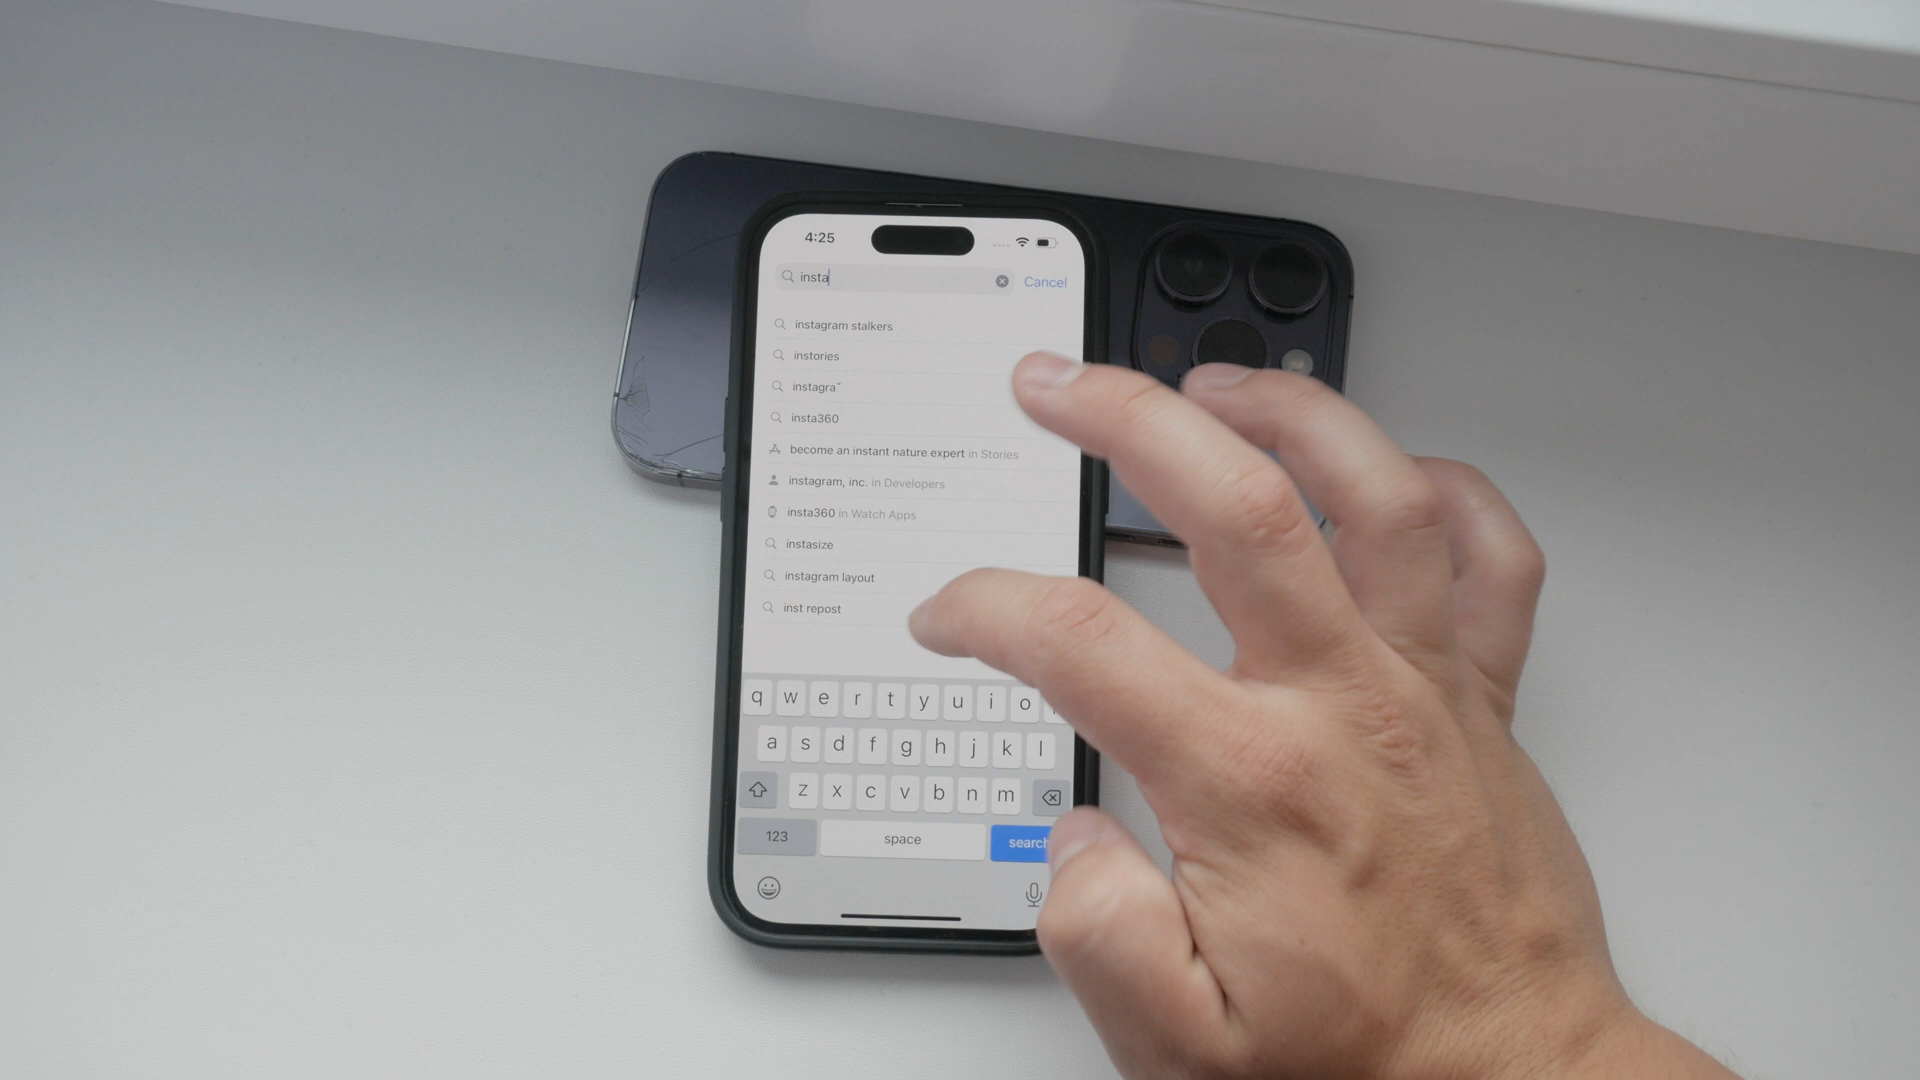 4:25
insta
Cancel
instagram stalkers
instories
instagra˜
insta360
become an instant nature expert in Stories
instagram, inc. in Developers
insta360 in Watch Apps
instasize
instagram layout
inst repost
q w e r t y u i o
a s d f g h j k l
z x c v b n m
123 space search